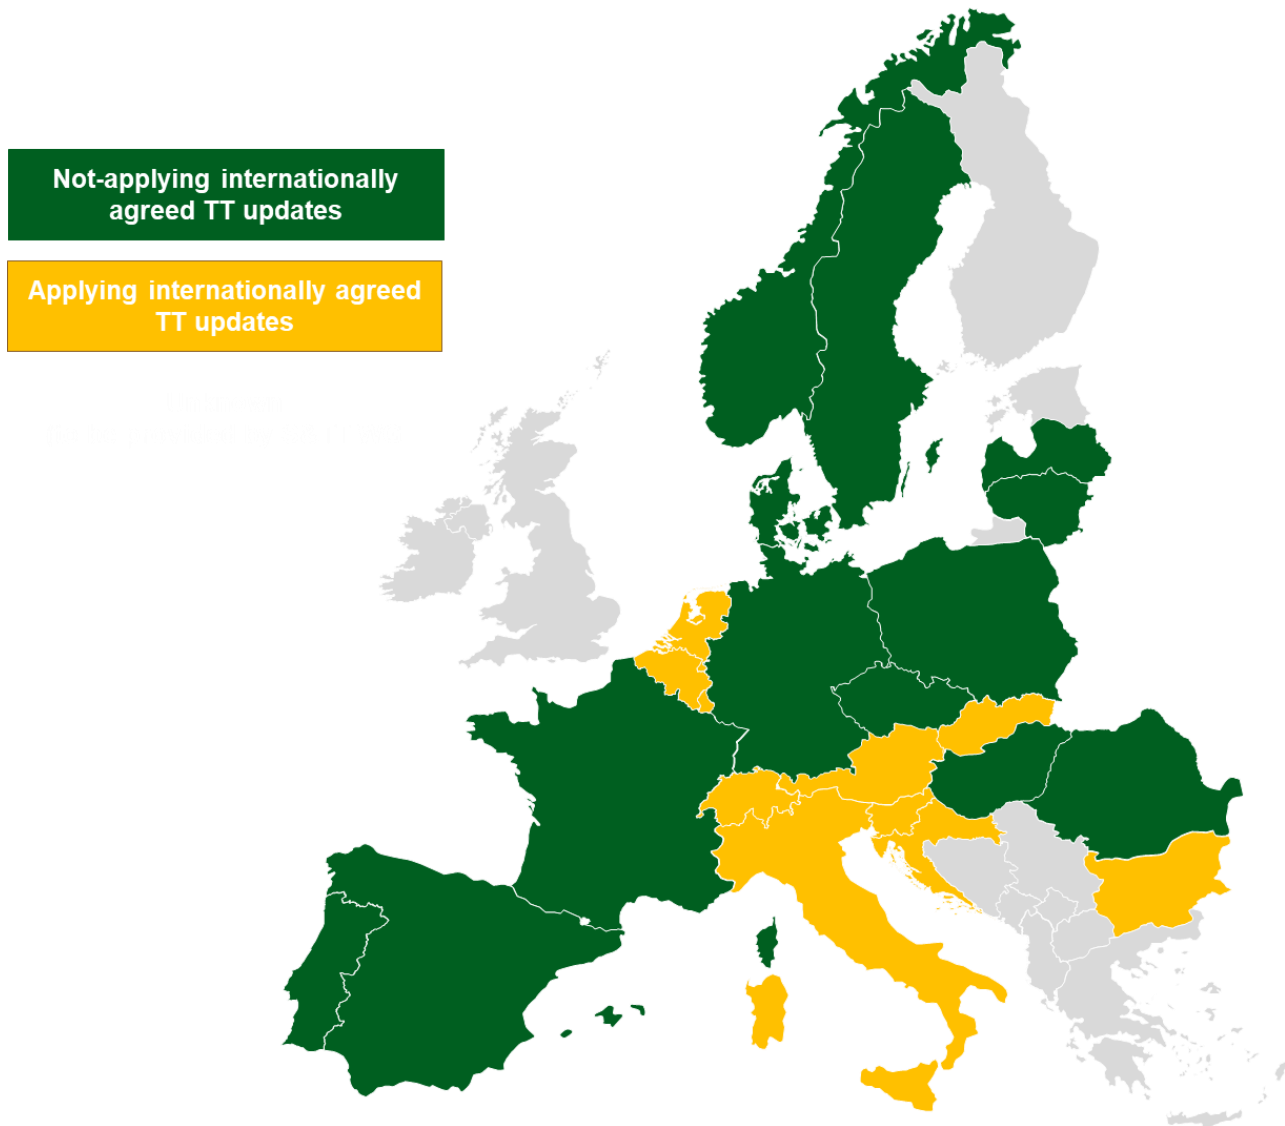 Not-applying internationally
agreed TT updates
Applying internationally agreed
TT updates